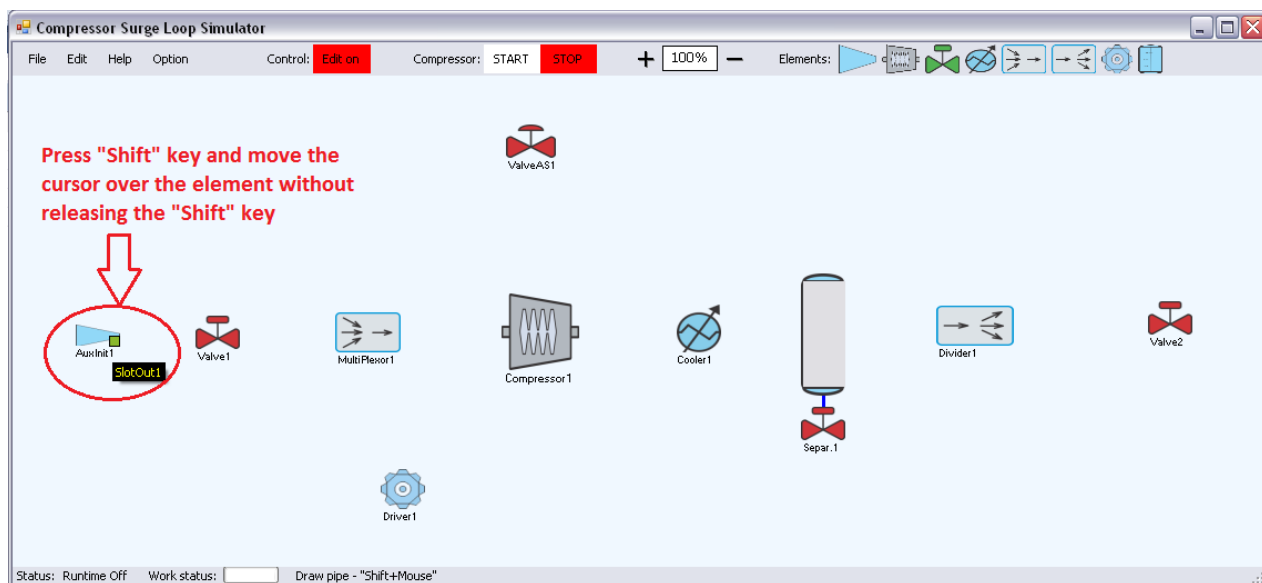 Compressor Surge Loop Simulator
File Edit Help Option Control: Edit on Compressor: START STOP + 100% − Elements:
Press "Shift" key and move the
cursor over the element without
releasing the "Shift" key
ValveAS1
AuxInit1
SlotOut1
Valve1
MultiPlexor1
Compressor1
Cooler1
Separ.1
Divider1
Valve2
Driver1
Status: Runtime Off Work status: Draw pipe - "Shift+Mouse"